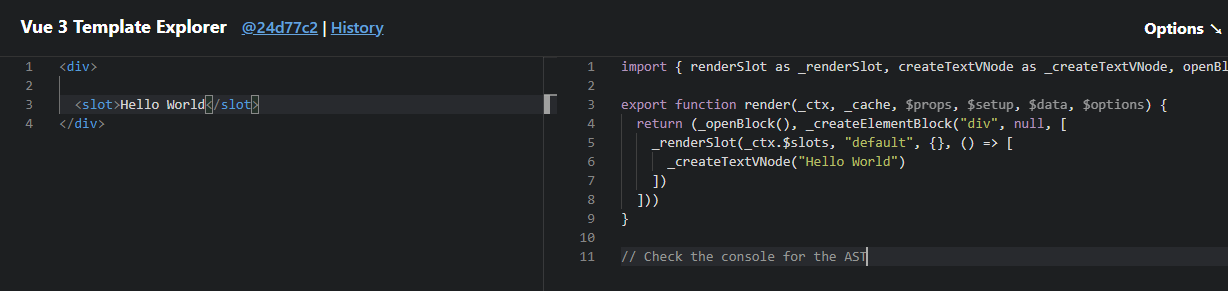 Vue 3 Template Explorer @24d77c2 | History
Options ↘
1 <div>
2
3 <slot>Hello World</slot>
4 </div>
1 import { renderSlot as _renderSlot, createTextVNode as _createTextVNode, openBl
2
3 export function render(_ctx, _cache, $props, $setup, $data, $options) {
4 return (_openBlock(), _createElementBlock("div", null, [
5 _renderSlot(_ctx.$slots, "default", {}, () => [
6 _createTextVNode("Hello World")
7 ])
8 ]))
9 }
10
11 // Check the console for the AST